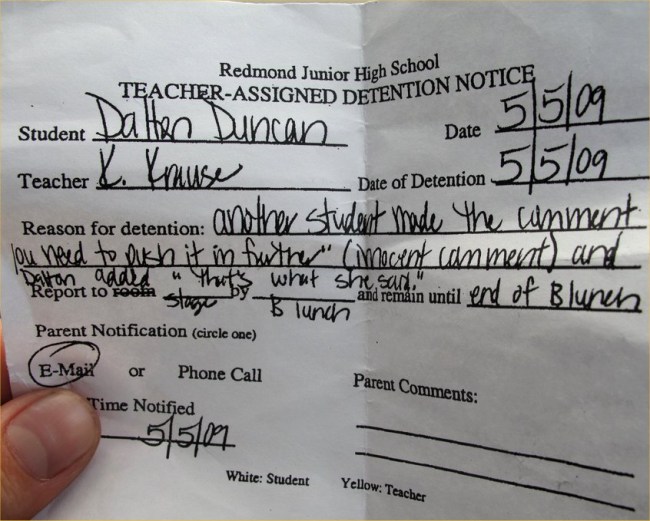 Redmond Junior High School
TEACHER-ASSIGNED DETENTION NOTICE
Student Dalton Duncan Date 5/5/09
Teacher K. Krause Date of Detention 5/5/09
Reason for detention: another student made the comment
you need to push it in further" (innocent comment) and
Dalton added "that's what she said."
Report to room stage by B lunch and remain until end of B lunch
Parent Notification (circle one)
E-Mail or Phone Call
Parent Comments:
Time Notified
5/5/09
White: Student Yellow: Teacher